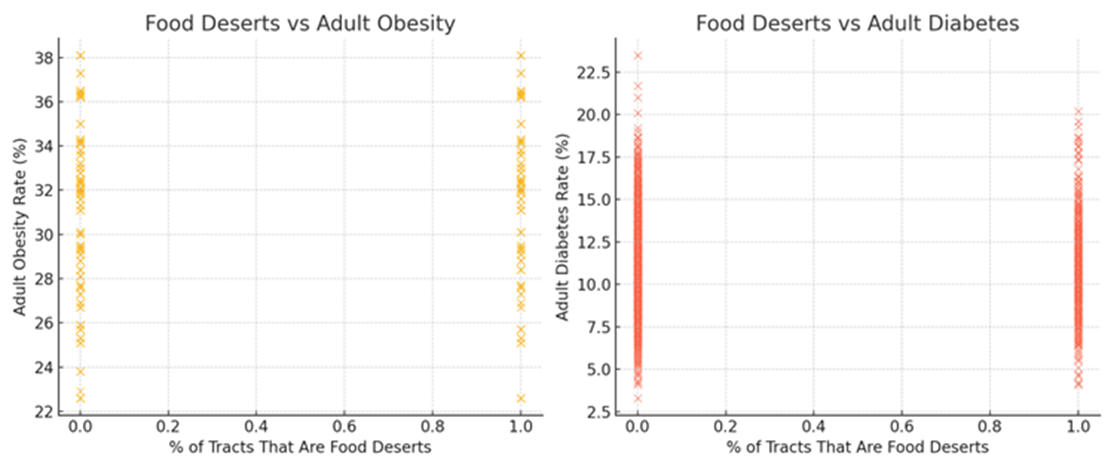 Food Deserts vs Adult Obesity
Adult Obesity Rate (%)
38
36
34
32
30
28
26
24
22
0.0 0.2 0.4 0.6 0.8 1.0
% of Tracts That Are Food Deserts
Food Deserts vs Adult Diabetes
Adult Diabetes Rate (%)
22.5
20.0
17.5
15.0
12.5
10.0
7.5
5.0
2.5
0.0 0.2 0.4 0.6 0.8 1.0
% of Tracts That Are Food Deserts